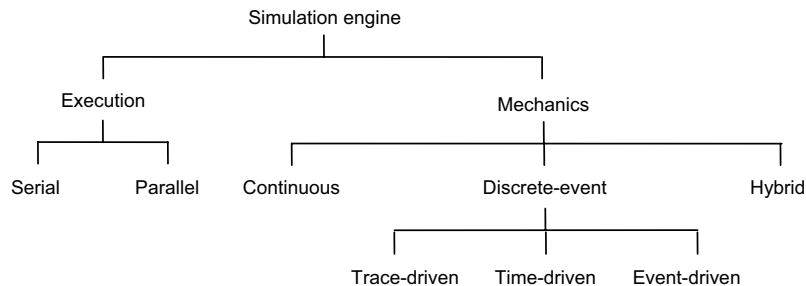 Simulation engine
Execution
Mechanics
Serial
Parallel
Continuous
Discrete-event
Hybrid
Trace-driven
Time-driven
Event-driven